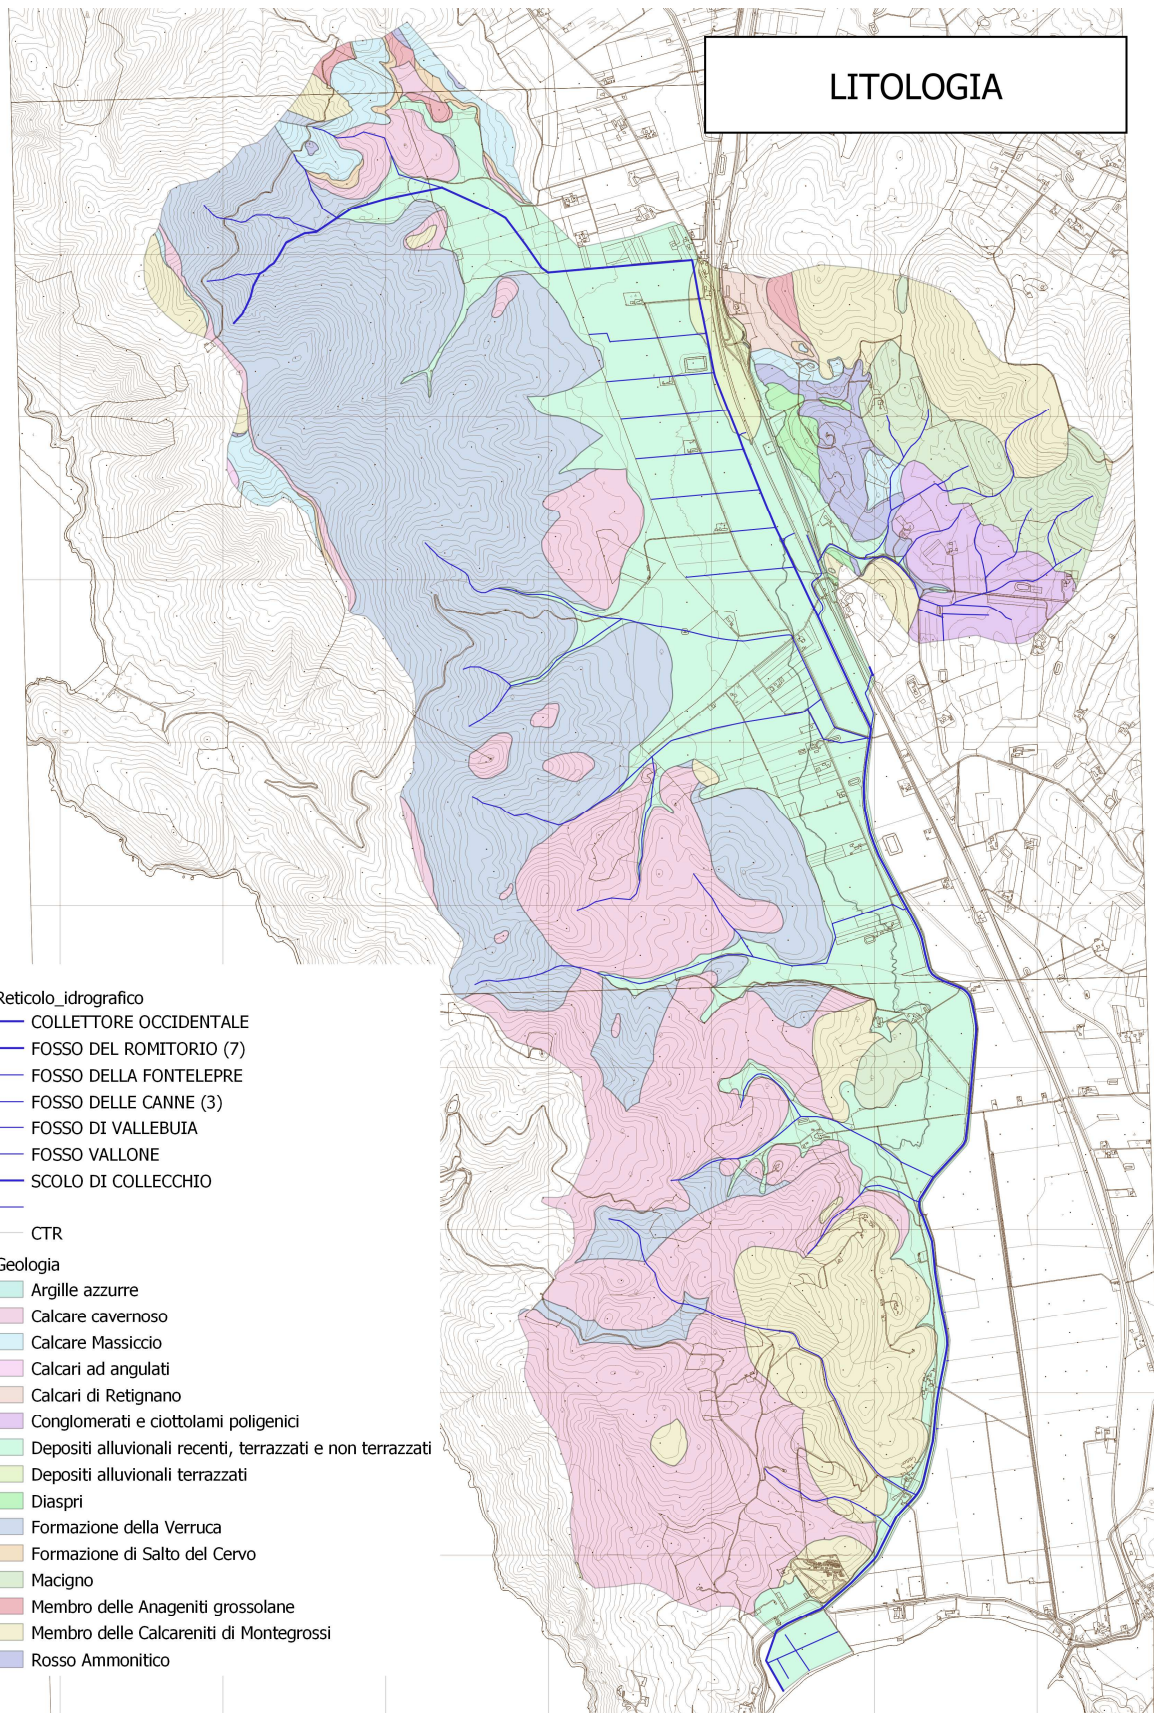 LITOLOGIA
Reticolo_idrografico
COLLETTORE OCCIDENTALE
FOSSO DEL ROMITORIO (7)
FOSSO DELLA FONTELEPRE
FOSSO DELLE CANNE (3)
FOSSO DI VALLEBUIA
FOSSO VALLONE
SCOLO DI COLLECCHIO
CTR
Geologia
Argille azzurre
Calcare cavernoso
Calcare Massiccio
Calcari ad angulati
Calcari di Retignano
Conglomerati e ciottolami poligenici
Depositi alluvionali recenti, terrazzati e non terrazzati
Depositi alluvionali terrazzati
Diaspri
Formazione della Verruca
Formazione di Salto del Cervo
Macigno
Membro delle Anageniti grossolane
Membro delle Calcareniti di Montegrossi
Rosso Ammonitico